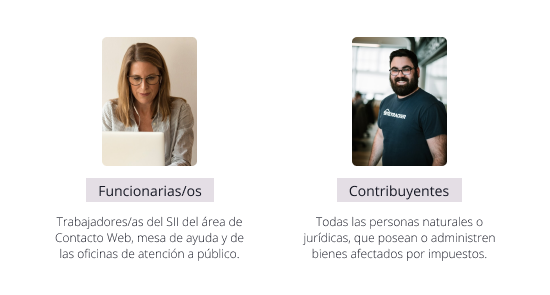 Funcionarias/os
Trabajadores/as del SII del área de
Contacto Web, mesa de ayuda y de
las oficinas de atención a público.
Contribuyentes
Todas las personas naturales o
jurídicas, que posean o administren
bienes afectados por impuestos.